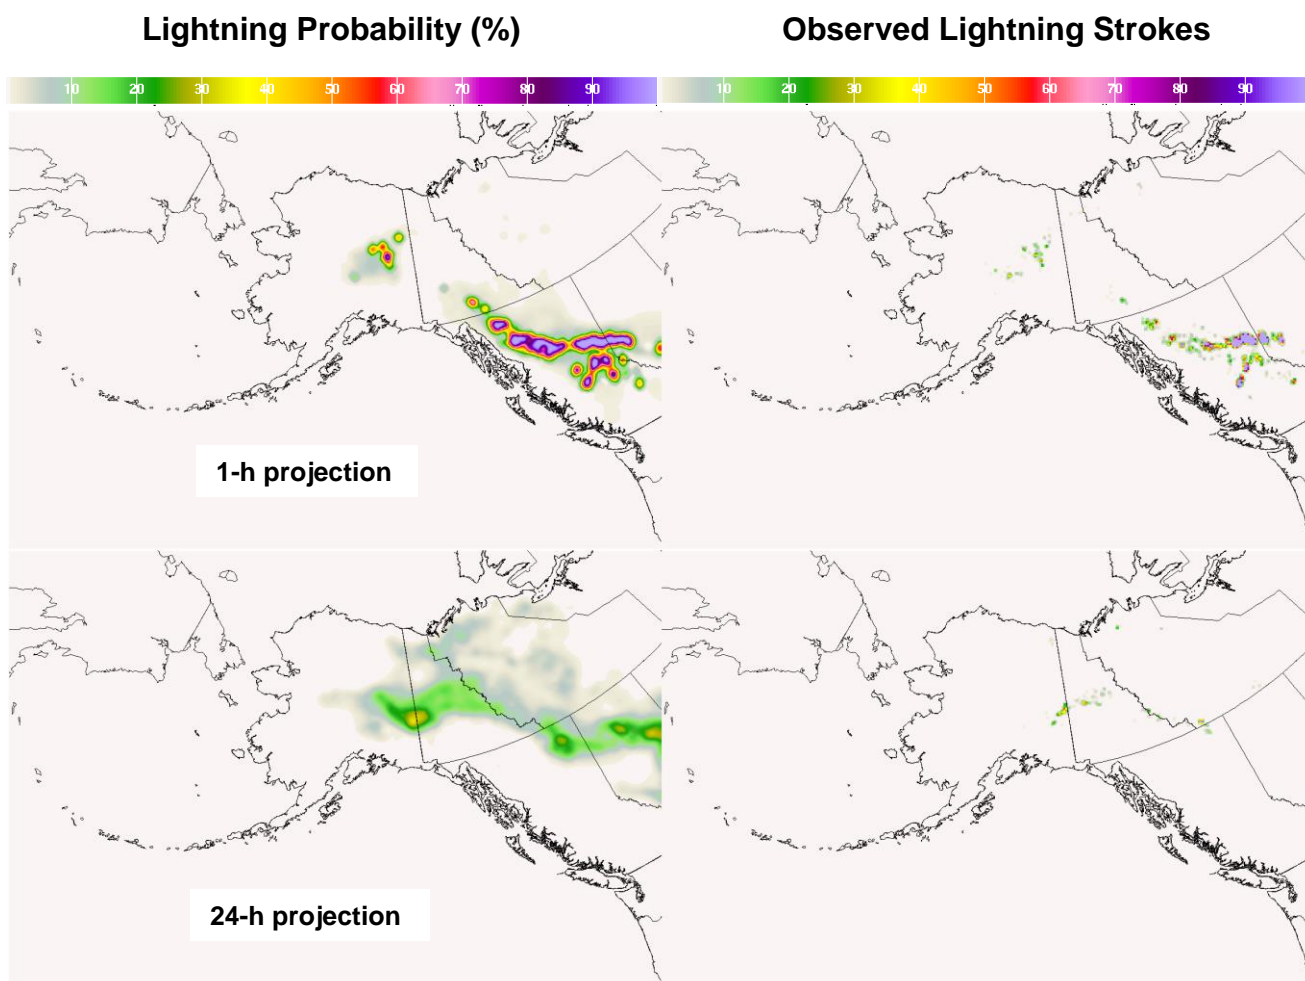 Lightning Probability (%)
Observed Lightning Strokes
10 20 30 40 50 60 70 80 90
10 20 30 40 50 60 70 80 90
1-h projection
24-h projection